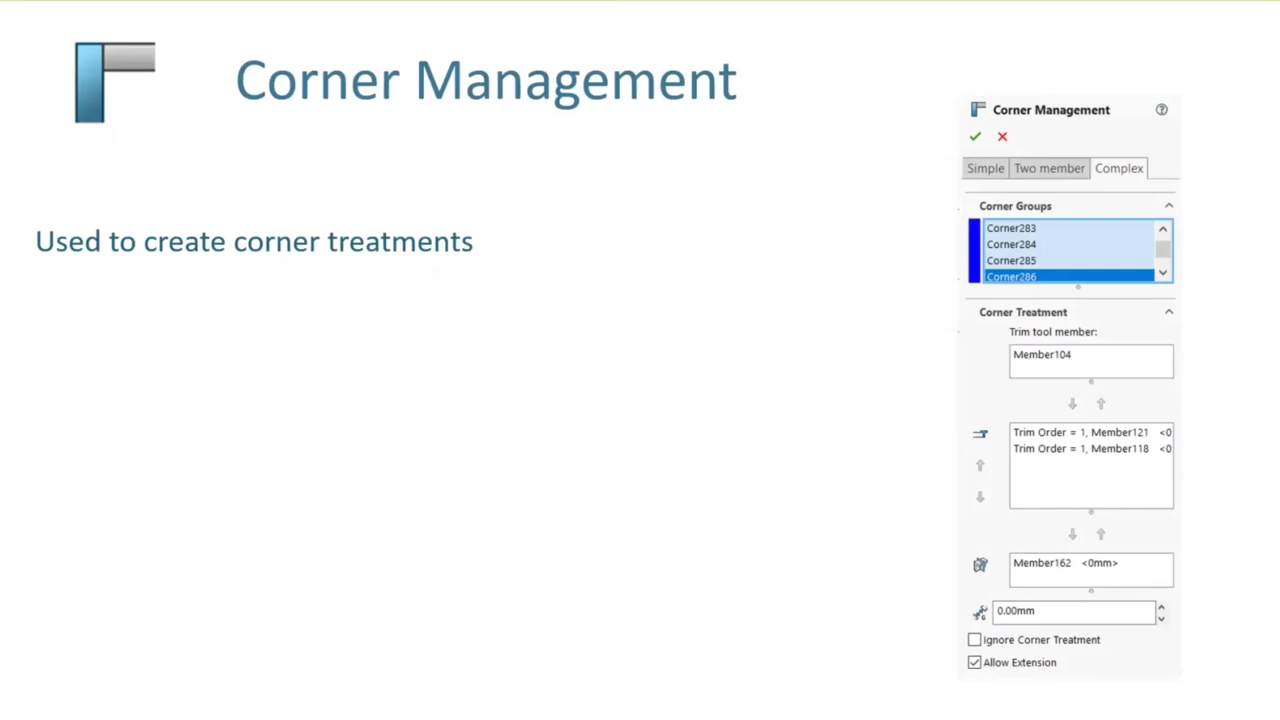 Corner Management
Used to create corner treatments
Corner Management
Simple
Two member
Complex
Corner Groups
Corner283
Corner284
Corner285
Corner286
Corner Treatment
Trim tool member:
Member104
Trim Order = 1, Member121 <0
Trim Order = 1, Member118 <0
Member162 <0mm>
0.00mm
Ignore Corner Treatment
Allow Extension